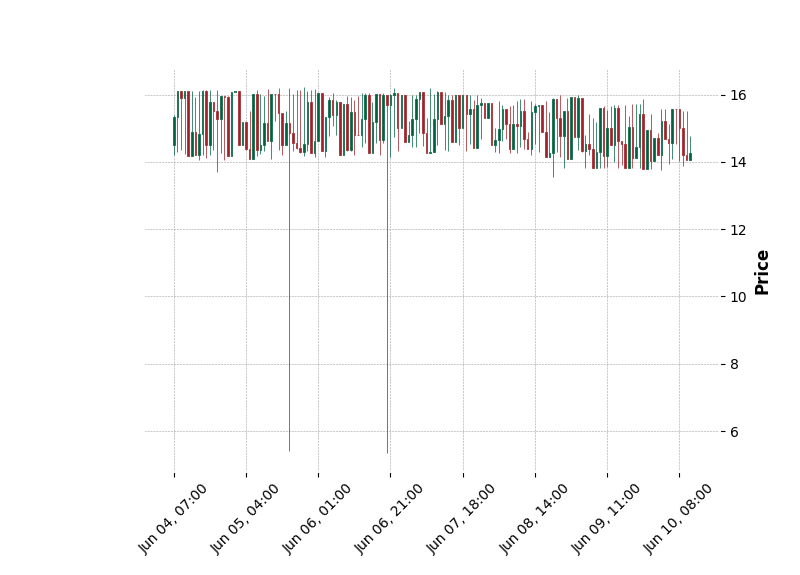 16
14
12
10
8
6
Price
Jun 04, 07:00
Jun 05, 04:00
Jun 06, 01:00
Jun 06, 21:00
Jun 07, 18:00
Jun 08, 14:00
Jun 09, 11:00
Jun 10, 08:00